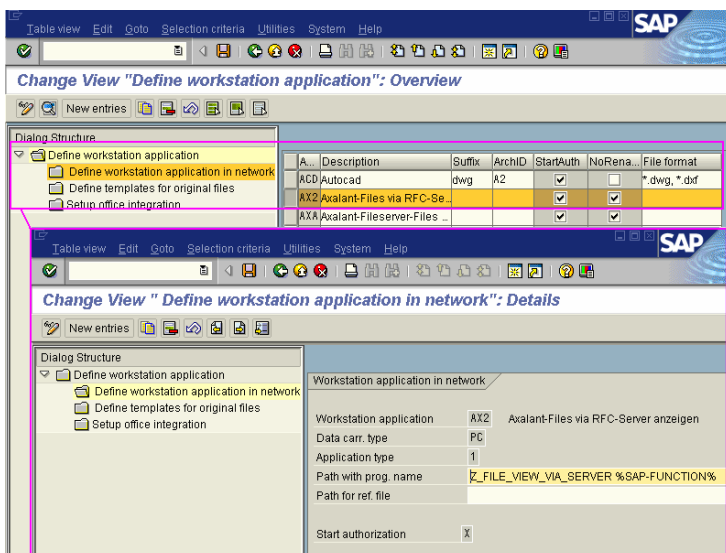 Table view Edit Goto Selection criteria Utilities System Help
SAP
Change View "Define workstation application": Overview
New entries
Dialog Structure
Define workstation application
Define workstation application in network
Define templates for original files
Setup office integration
A... Description Suffix ArchID StartAuth NoRena... File format
ACD Autocad dwg A2 *.dwg, *.dxf
AX2 Axalant-Files via RFC-Se...
AXA Axalant-Fileserver-Files ...
Table view Edit Goto Selection criteria Utilities System Help
SAP
Change View " Define workstation application in network": Details
New entries
Dialog Structure
Define workstation application
Define workstation application in network
Define templates for original files
Setup office integration
Workstation application in network
Workstation application AX2 Axalant-Files via RFC-Server anzeigen
Data carr. type PC
Application type 1
Path with prog. name Z_FILE_VIEW_VIA_SERVER %SAP-FUNCTION%
Path for ref. file
Start authorization X